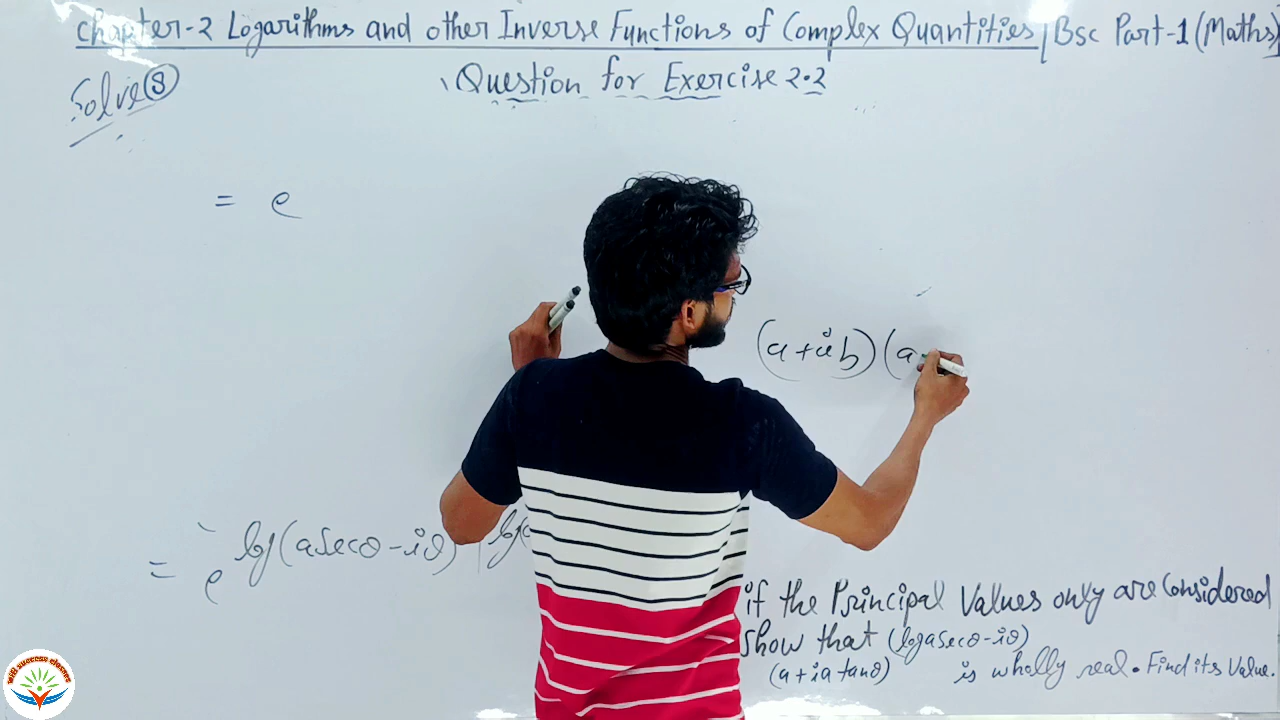 Chapter-2 Logarithms and other Inverse Functions of Complex Quantities / Bsc Part-1 (Maths)
Question for Exercise 2.2
Solve ⑧
= e
(a+ib)(a
= e^{log(a secθ-iθ)
if the Principal Values only are Considered
Show that (log a secθ-iθ)
(a + ia tanθ) is wholly real. Find its Value.